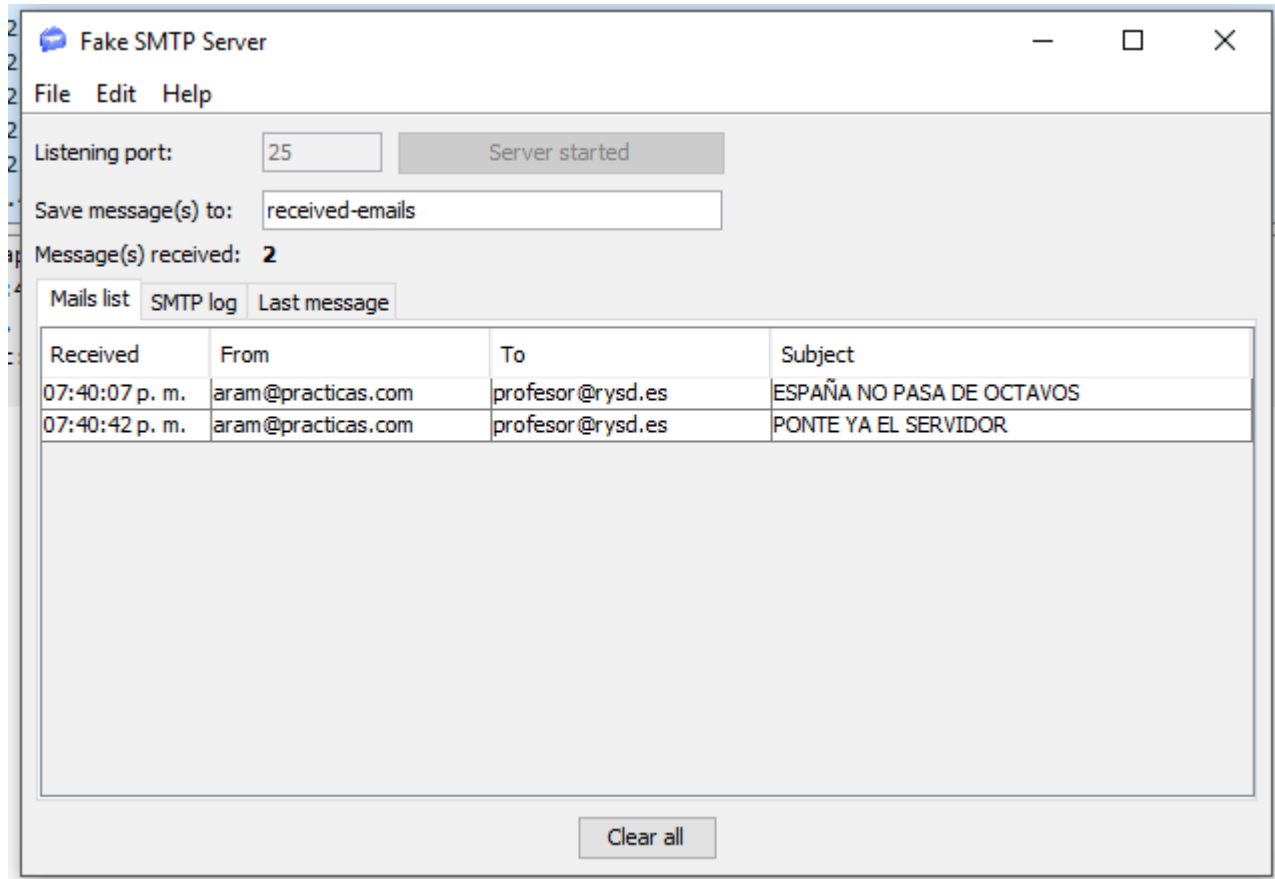 Fake SMTP Server
File Edit Help
Listening port: 25 Server started
Save message(s) to: received-emails
Message(s) received: 2
Mails list SMTP log Last message
Received From To Subject
07:40:07 p. m. aram@practicas.com profesor@rysd.es ESPAÑA NO PASA DE OCTAVOS
07:40:42 p. m. aram@practicas.com profesor@rysd.es PONTE YA EL SERVIDOR
Clear all